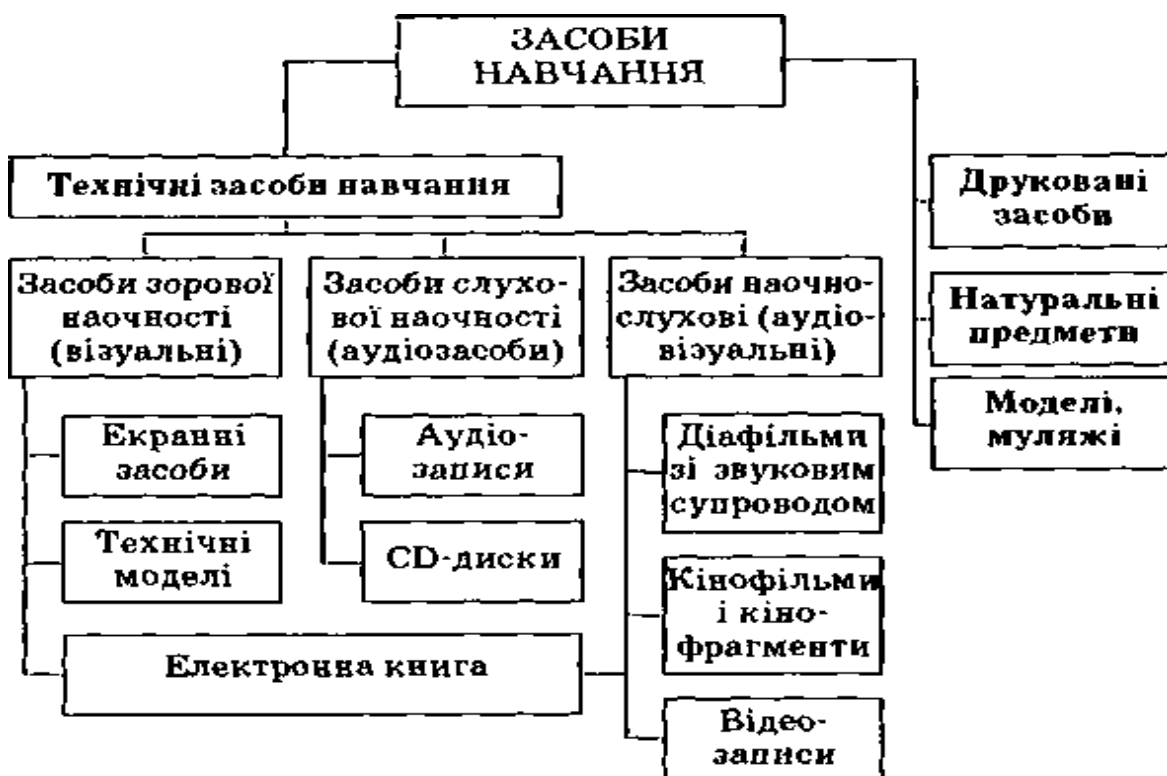 ЗАСОБИ
НАВЧАННЯ
Технічні засоби навчання
Друковані
засоби
Натуральні
предмети
Моделі,
муляжі
Засоби зорової
наочності
(візуальні)
Засоби слухо-
вої наочності
(аудіозасоби)
Засоби наочно-
слухові (аудіо-
візуальні)
Екранні
засоби
Технічні
моделі
Аудіо-
записи
CD-диски
Електронна книга
Діафільми
зі звуковим
супроводом
Кінофільми
і кіно-
фрагменти
Відео-
записи